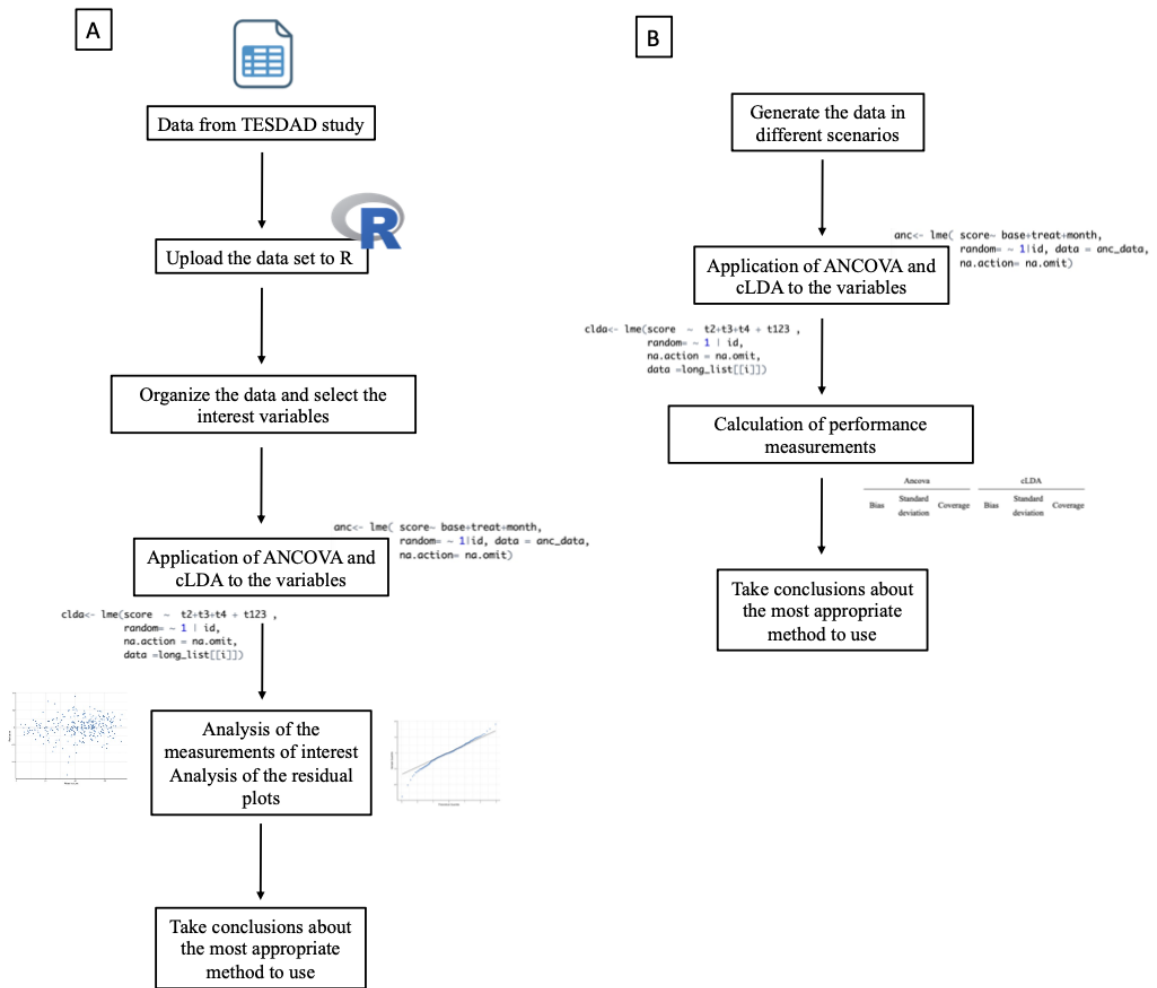 A
Data from TESDAD study
R
Upload the data set to R
Organize the data and select the
interest variables
anc<- lme( score~ base+treat+month,
random= ~ 1|id, data = anc_data,
na.action= na.omit)
Application of ANCOVA and
cLDA to the variables
clda<- lme(score ~ t2+t3+t4 + t123 ,
random= ~ 1 | id,
na.action = na.omit,
data =long_list[[i]])
Analysis of the
measurements of interest
Analysis of the residual
plots
Take conclusions about
the most appropriate
method to use
B
Generate the data in
different scenarios
anc<- lme( score~ base+treat+month,
random= ~ 1|id, data = anc_data,
na.action= na.omit)
Application of ANCOVA and
cLDA to the variables
clda<- lme(score ~ t2+t3+t4 + t123 ,
random= ~ 1 | id,
na.action = na.omit,
data =long_list[[i]])
Calculation of performance
measurements
Ancova cLDA
Bias Standard deviation Coverage Bias Standard deviation Coverage
Take conclusions about
the most appropriate
method to use